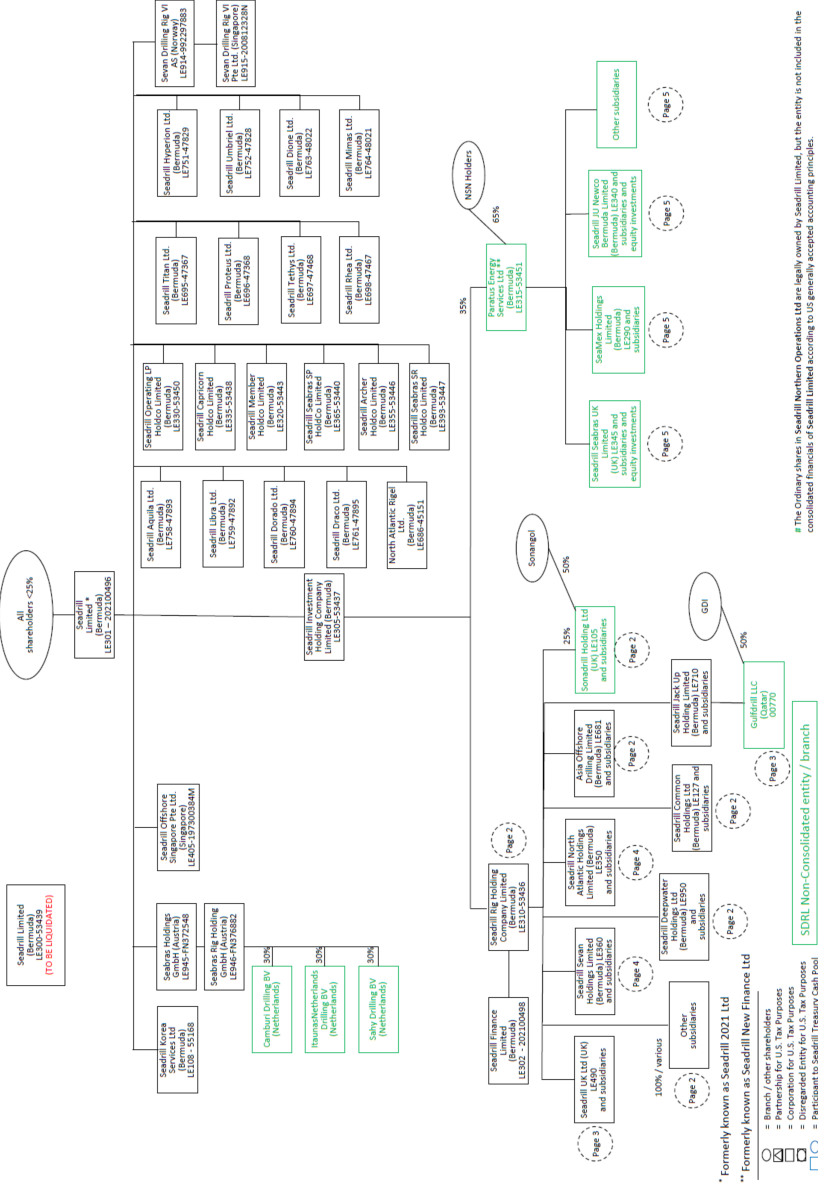 All
shareholders <25%
Seadrill Limited
(Bermuda)
LE300-53439
(TO BE LIQUIDATED)
Seadrill
Limited *
(Bermuda)
LE301 – 202100496
Seadrill Korea
Services Ltd
(Bermuda)
LE108 - 55168
Seabras Holdings
GmbH (Austria)
LE945-FN372548
Seadrill Offshore
Singapore Pte Ltd.
(Singapore)
LE405-197300384M
Seabras Rig Holding
GmbH (Austria)
LE946-FN376882
30%
Camburi Drilling BV
(Netherlands)
30%
ItaunasNetherlands
Drilling BV
(Netherlands)
30%
Sahy Drilling BV
(Netherlands)
Seadrill Investment
Holding Company
Limited (Bermuda)
LE305-53437
Seadrill Aquila Ltd.
(Bermuda)
LE758-47893
Seadrill Libra Ltd.
(Bermuda)
LE759-47892
Seadrill Dorado Ltd.
(Bermuda)
LE760-47894
Seadrill Draco Ltd.
(Bermuda)
LE761-47895
North Atlantic Rigel
Ltd.
(Bermuda)
LE686-45151
Seadrill Operating LP
Holdco Limited
(Bermuda)
LE330-53450
Seadrill Capricorn
Holdco Limited
(Bermuda)
LE335-53438
Seadrill Member
Holdco Limited
(Bermuda)
LE320-53443
Seadrill Seabras SP
HoldCo Limited
(Bermuda)
LE365-53440
Seadrill Archer
Holdco Limited
(Bermuda)
LE355-53446
Seadrill Seabras SR
Holdco Limited
(Bermuda)
LE393-53447
Seadrill Titan Ltd.
(Bermuda)
LE695-47367
Seadrill Proteus Ltd.
(Bermuda)
LE696-47368
Seadrill Tethys Ltd.
(Bermuda)
LE697-47468
Seadrill Rhea Ltd.
(Bermuda)
LE698-47467
Seadrill Hyperion Ltd.
(Bermuda)
LE751-47829
Seadrill Umbriel Ltd.
(Bermuda)
LE752-47828
Seadrill Dione Ltd.
(Bermuda)
LE763-48022
Seadrill Mimas Ltd.
(Bermuda)
LE764-48021
Sevan Drilling Rig VI
AS (Norway)
LE914-992297883
Sevan Drilling Rig VI
Pte Ltd. (Singapore)
LE915-200812328N
Seadrill Finance
Limited
(Bermuda)
LE302 - 202100498
Seadrill Rig Holding
Company Limited
(Bermuda)
LE310-53436
Page 2
35%
NSN Holders
65%
Paratus Energy
Services Ltd **
(Bermuda)
LE315-53451
Seadrill UK Ltd (UK)
LE490
and subsidiaries
Page 3
Seadrill Sevan
Holdings Limited
(Bermuda) LE360
and subsidiaries
Page 4
Seadrill North
Atlantic Holdings
Limited (Bermuda)
LE350
and subsidiaries
Page 4
Asia Offshore
Drilling Limited
(Bermuda) LE681
and subsidiaries
Page 2
Sonangol
50%
25%
Sonadrill Holding Ltd
(UK) LE105
and subsidiaries
Page 2
Seadrill Seabras UK
Limited
(UK) LE345 and
subsidiaries and
equity investments
Page 5
SeaMex Holdings
Limited
(Bermuda)
LE290 and
subsidiaries
Page 5
Seadrill JU Newco
Bermuda Limited
(Bermuda) LE340 and
subsidiaries and
equity investments
Page 5
Other subsidiaries
Page 5
100% / various
Other
subsidiaries
Page 2
Seadrill Deepwater
Holdings Ltd
(Bermuda) LE950
and
subsidiaries
Page 2
Seadrill Common
Holdings Ltd
(Bermuda) LE127 and
subsidiaries
Page 2
Seadrill Jack Up
Holding Limited
(Bermuda) LE710
and subsidiaries
GDI
50%
Gulfdrill LLC
(Qatar)
00770
Page 3
* Formerly known as Seadrill 2021 Ltd
** Formerly known as Seadrill New Finance Ltd
= Branch / other shareholders
= Partnership for U.S. Tax Purposes
= Corporation for U.S. Tax Purposes
= Disregarded Entity for U.S. Tax Purposes
= Participant to Seadrill Treasury Cash Pool
SDRL Non-Consolidated entity / branch
# The Ordinary shares in Seadrill Northern Operations Ltd are legally owned by Seadrill Limited, but the entity is not included in the
consolidated financials of Seadrill Limited according to US generally accepted accounting principles.